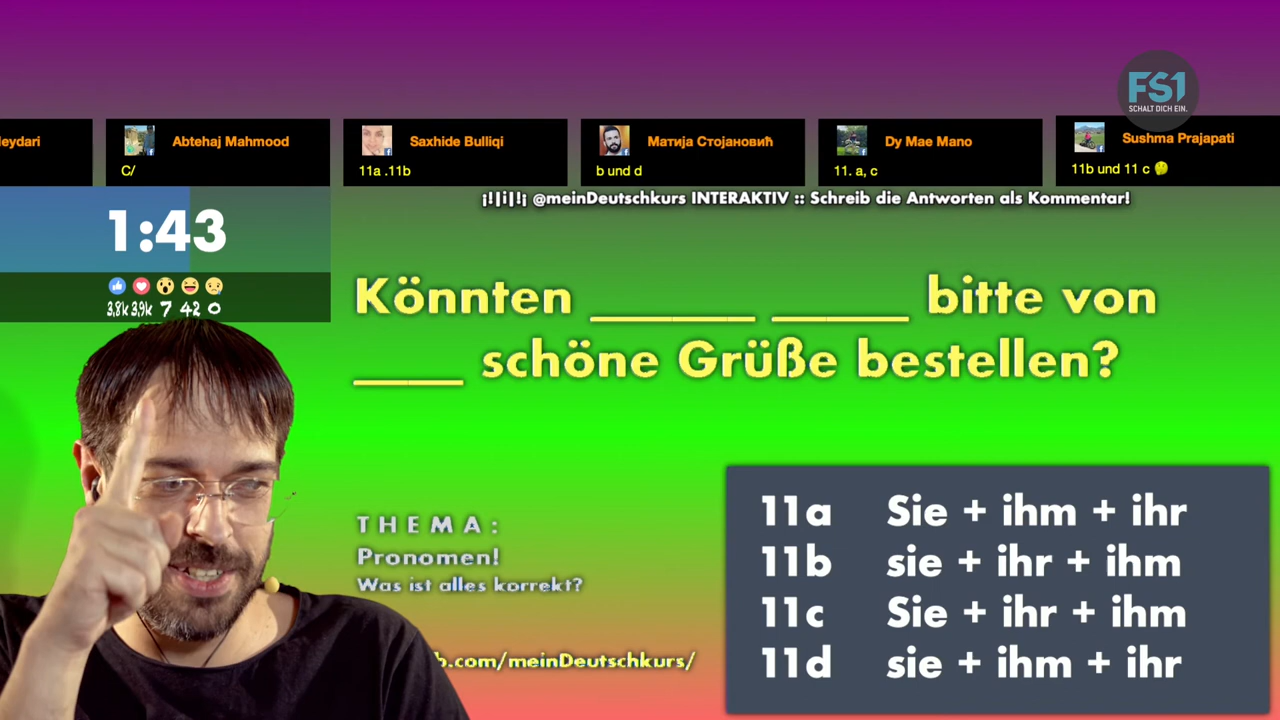 FS1
SCHALT DICH EIN.
leydari
Abtehaj Mahmood
C/
Saxhide Bulliqi
11a .11b
Матија Стојановић
b und d
Dy Mae Mano
11. a, c
Sushma Prajapati
11b und 11 c
¡!|i|!¡ @meinDeutschkurs INTERAKTIV :: Schreib die Antworten als Kommentar!
1:43
3,8k 3,9k 7 42 0
Könnten ______ _____ bitte von
____ schöne Grüße bestellen?
THEMA:
Pronomen!
Was ist alles korrekt?
b.com/meinDeutschkurs/
11a Sie + ihm + ihr
11b sie + ihr + ihm
11c Sie + ihr + ihm
11d sie + ihm + ihr